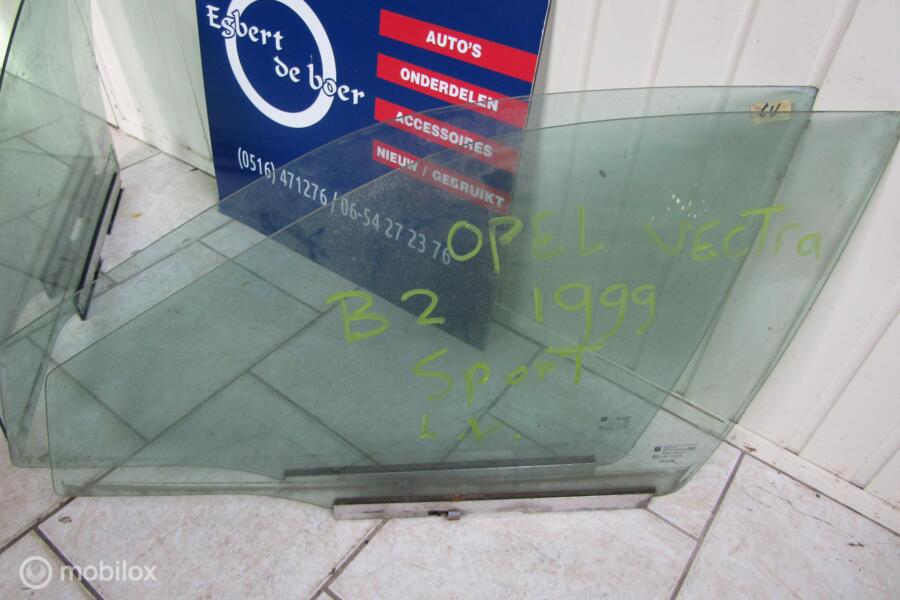 Egbert
de boer
AUTO'S
ONDERDELEN
ACCESSOIRES
NIEUW / GEBRUIKT
(0516) 471276 / 06-54 27 23 76
LV
OPEL Vectra
B2 1999
Sport
L.V.
mobilox